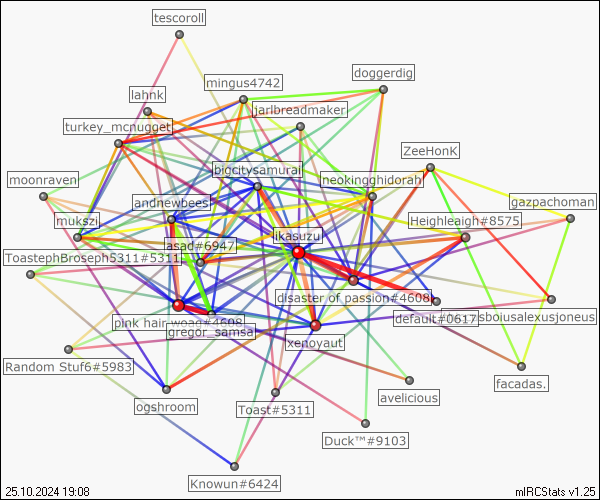 tescoroll
doggerdig
mingus4742
lahnk
jarlbreadmaker
turkey_mcnugget
ZeeHonK
bigcitysamurai
neokingghidorah
moonraven
andnewbees
gazpachoman
mukszi
Heighleaigh#8575
ikasuzu
asad#6947
ToastephBroseph5311#5311
disaster of passion#4608
default#0617
sboiusalexusjoneus
pink hair woag#4608
gregor_samsa
xenoyaut
Random Stuf6#5983
facadas.
avelicious
ogshroom
Toast#5311
Duck™#9103
Knowun#6424
25.10.2024 19:08
mIRCStats v1.25